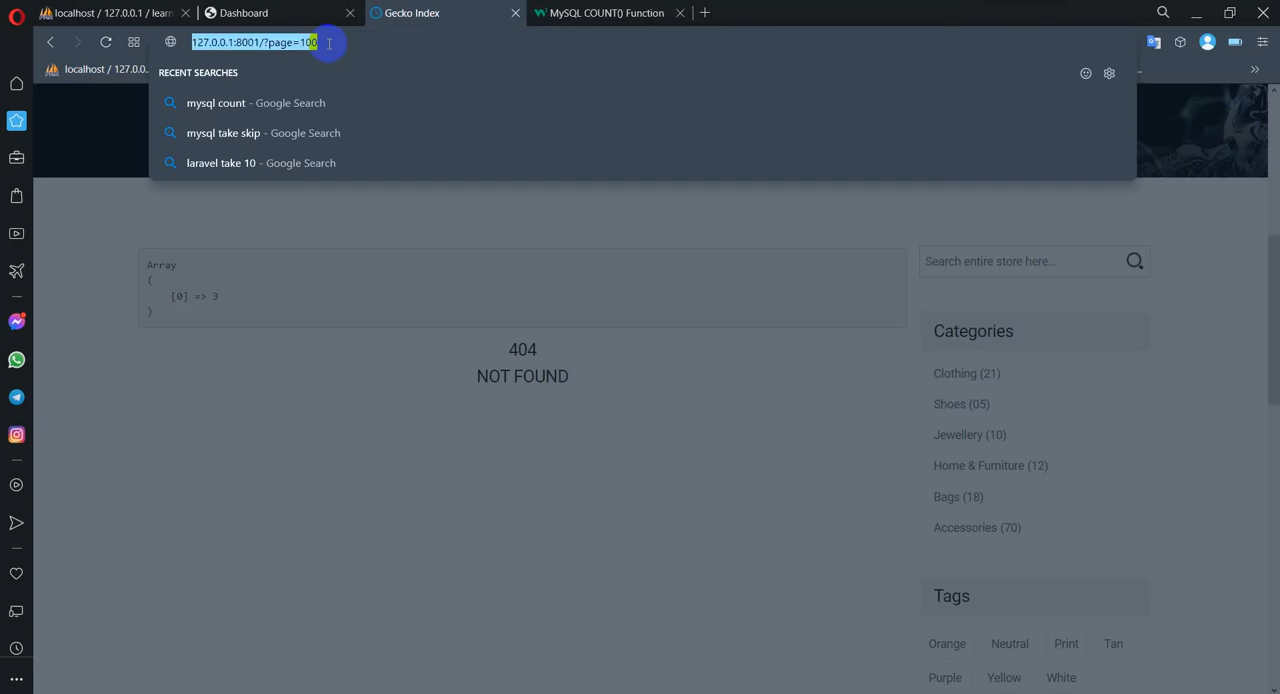 localhost / 127.0.0.1 / learn
Dashboard
Gecko Index
MySQL COUNT() Function
127.0.0.1:8001/?page=100
localhost / 127.0.0...
RECENT SEARCHES
mysql count - Google Search
mysql take skip - Google Search
laravel take 10 - Google Search
Array
(
[0] => 3
)
404
NOT FOUND
Search entire store here...
Categories
Clothing (21)
Shoes (05)
Jewellery (10)
Home & Furniture (12)
Bags (18)
Accessories (70)
Tags
Orange Neutral Print Tan
Purple Yellow White